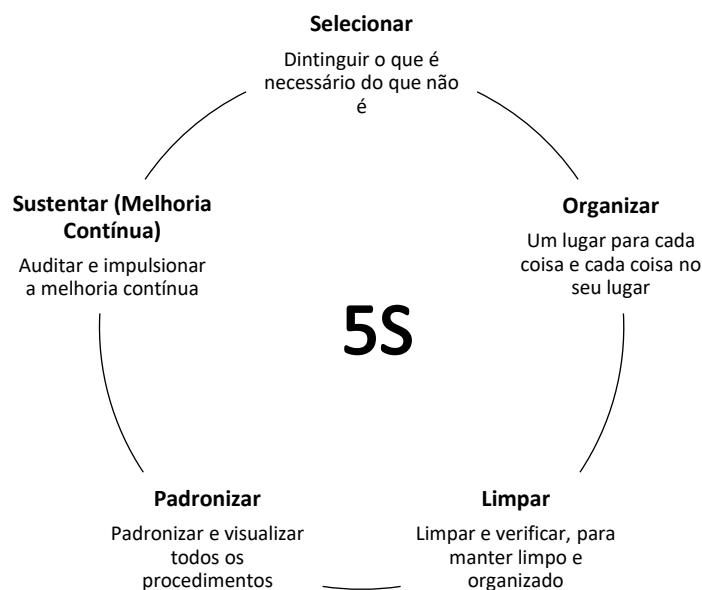 Selecionar
Dintinguir o que é
necessário do que não
é
Organizar
Um lugar para cada
coisa e cada coisa no
seu lugar
Limpar
Limpar e verificar, para
manter limpo e
organizado
Padronizar
Padronizar e visualizar
todos os
procedimentos
Sustentar (Melhoria
Contínua)
Auditar e impulsionar
a melhoria contínua
5S